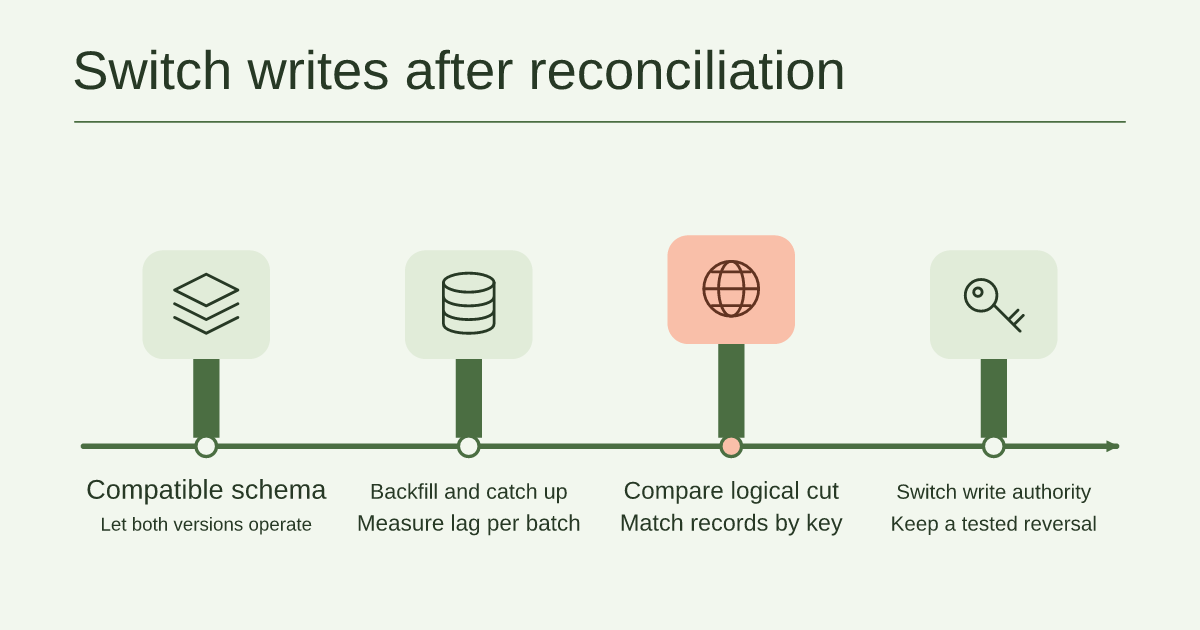 Switch writes after reconciliation
Compatible schema
Let both versions operate
Backfill and catch up
Measure lag per batch
Compare logical cut
Match records by key
Switch write authority
Keep a tested reversal